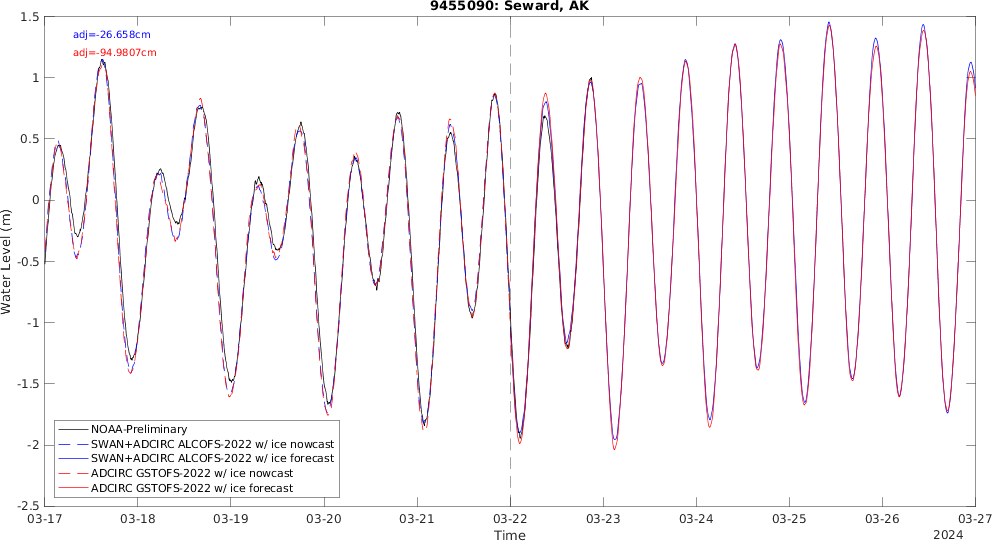 9455090: Seward, AK
adj=-26.658cm
adj=-94.9807cm
Water Level (m)
1.5
1
0.5
0
-0.5
-1
-1.5
-2
-2.5
NOAA-Preliminary
SWAN+ADCIRC ALCOFS-2022 w/ ice nowcast
SWAN+ADCIRC ALCOFS-2022 w/ ice forecast
ADCIRC GSTOFS-2022 w/ ice nowcast
ADCIRC GSTOFS-2022 w/ ice forecast
03-17 03-18 03-19 03-20 03-21 03-22 03-23 03-24 03-25 03-26 03-27
Time
2024